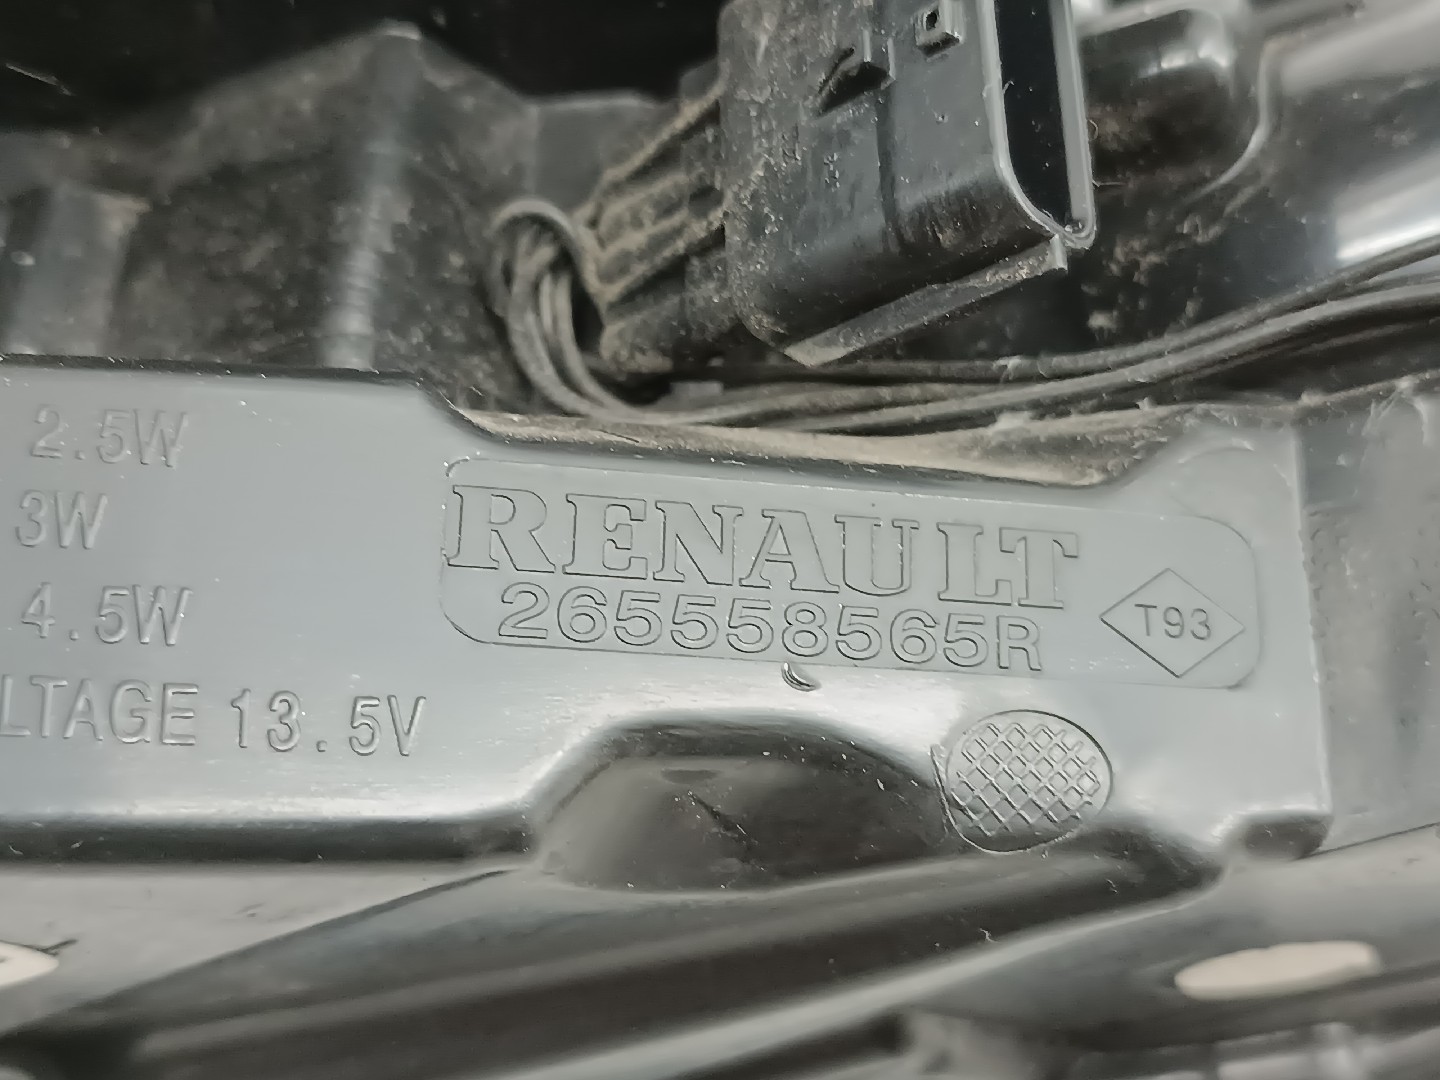 2.5W
3W
4.5W
LTAGE 13.5V
RENAULT
265558565R
T93